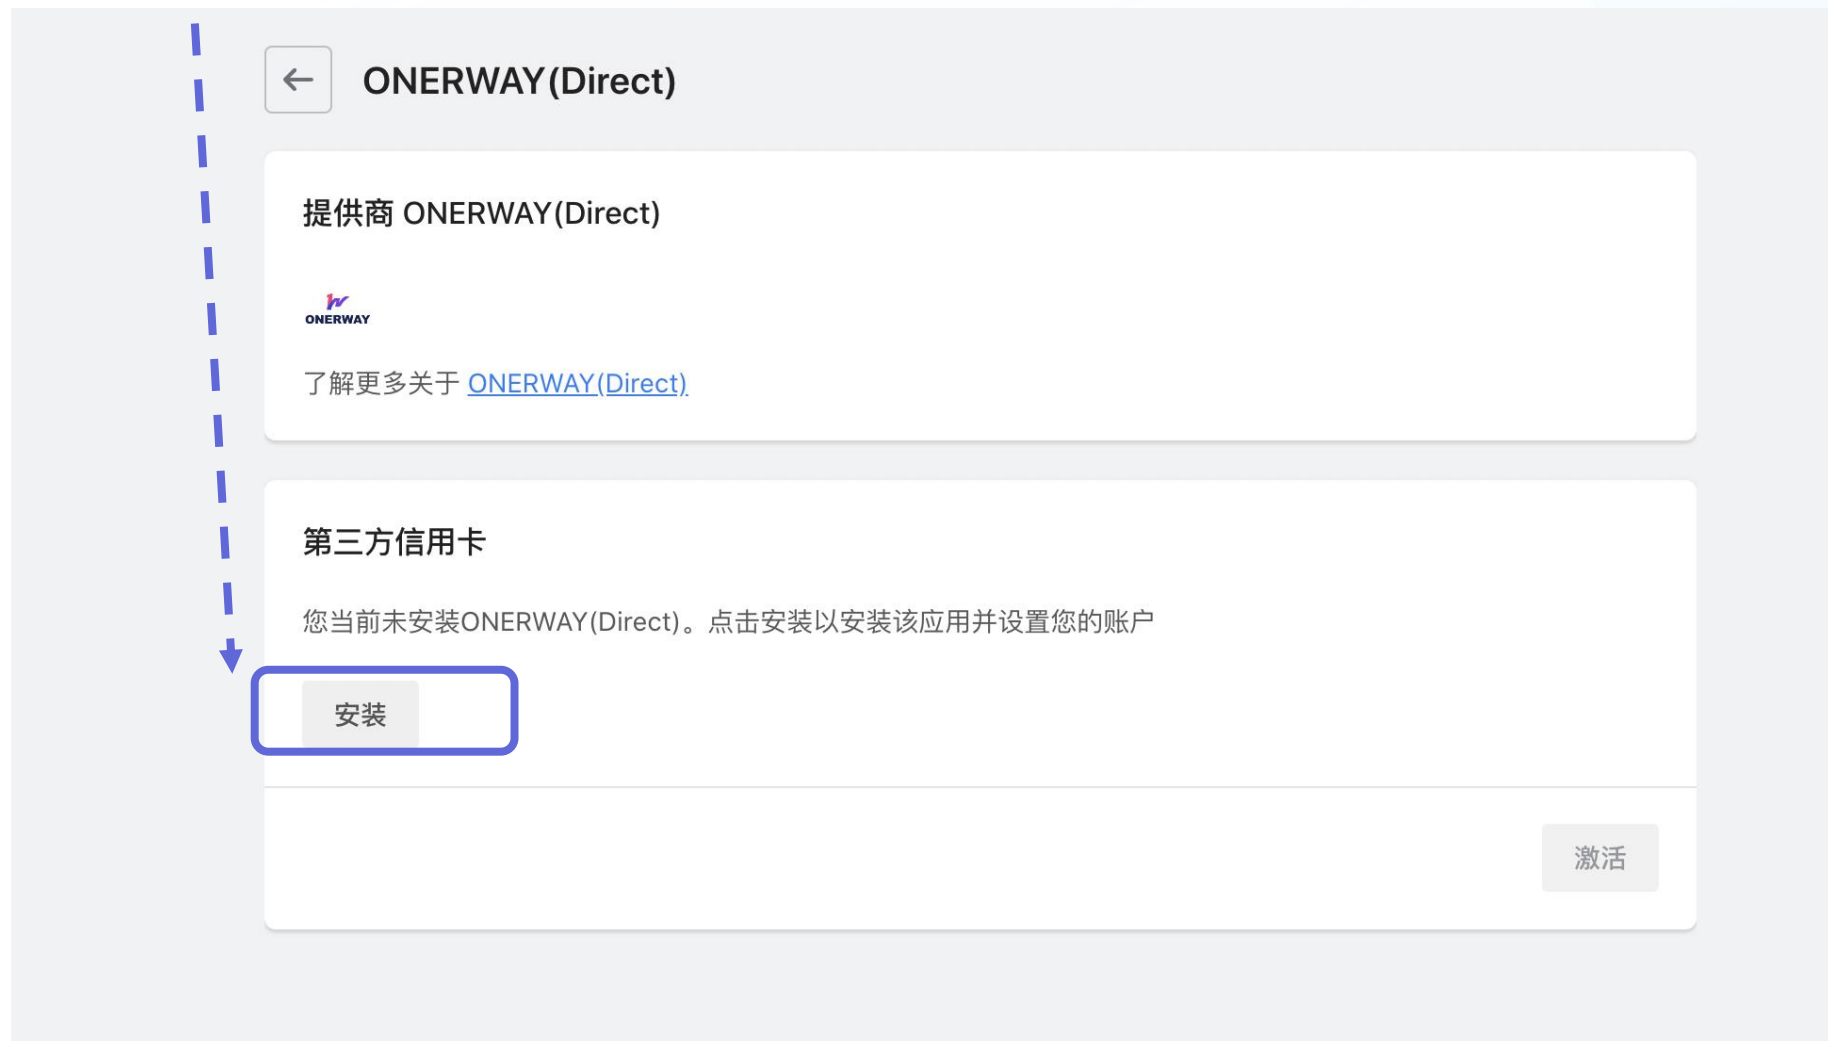 ONERWAY(Direct)
提供商 ONERWAY(Direct)
ONERWAY
了解更多关于 ONERWAY(Direct)
第三方信用卡
您当前未安装ONERWAY(Direct)。点击安装以安装该应用并设置您的账户
安装
激活